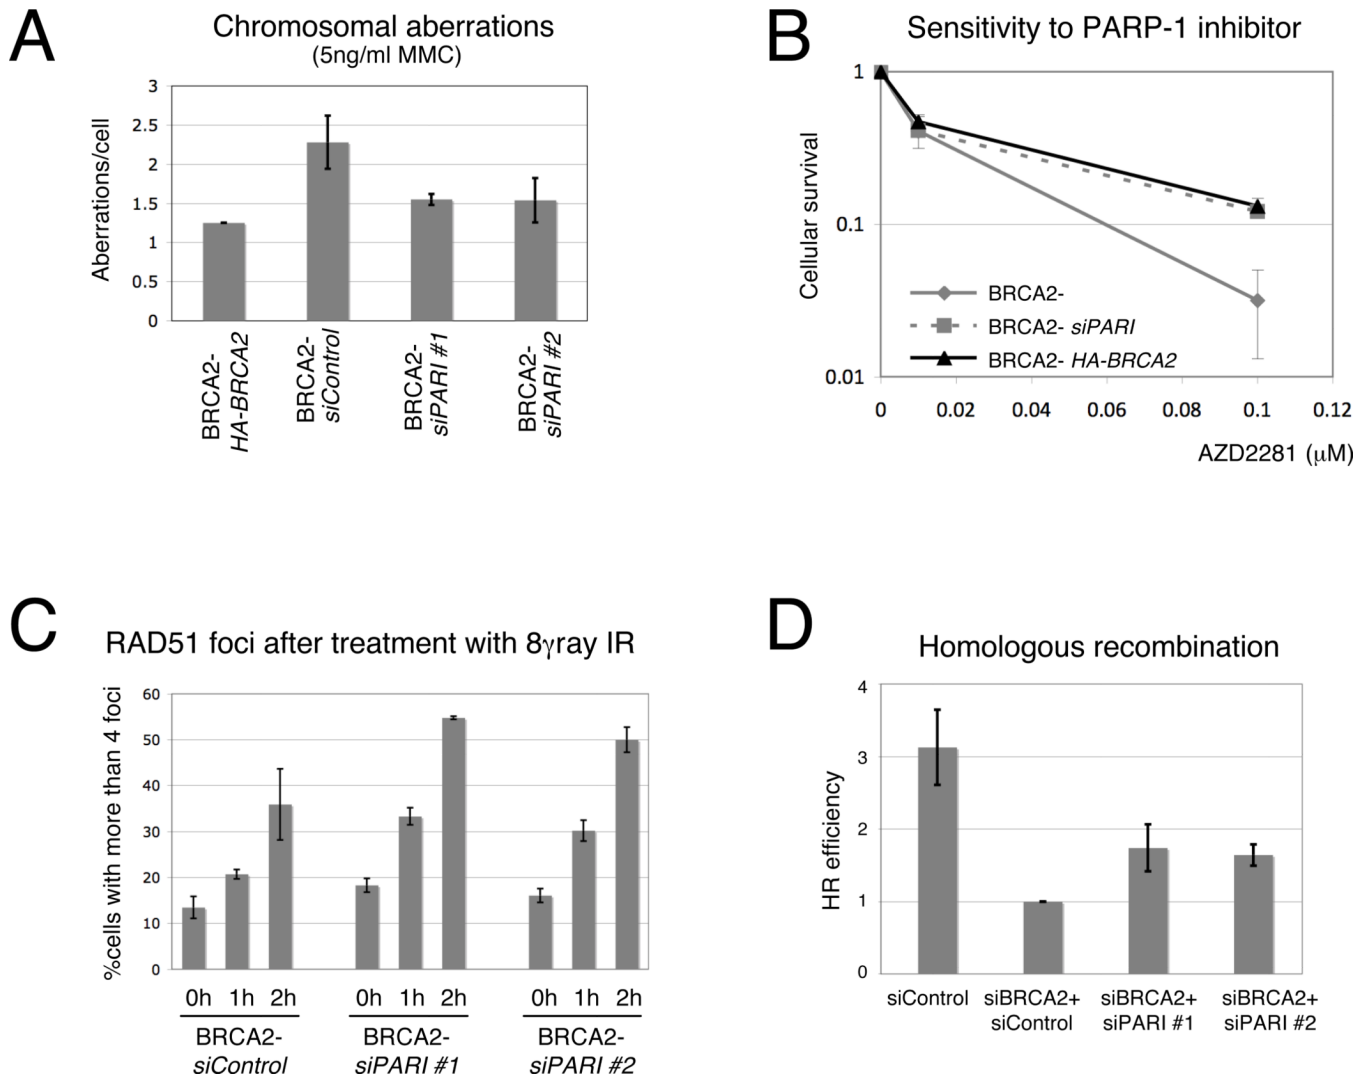 A
Chromosomal aberrations
(5ng/ml MMC)
Aberrations/cell
3
2.5
2
1.5
1
0.5
0
BRCA2-
HA-BRCA2
BRCA2-
siControl
BRCA2-
siPARI #1
BRCA2-
siPARI #2
B
Sensitivity to PARP-1 inhibitor
Cellular survival
1
0.1
0.01
BRCA2-
BRCA2- siPARI
BRCA2- HA-BRCA2
0 0.02 0.04 0.06 0.08 0.1 0.12
AZD2281 (μM)
C
RAD51 foci after treatment with 8γray IR
%cells with more than 4 foci
60
50
40
30
20
10
0
0h 1h 2h 0h 1h 2h 0h 1h 2h
BRCA2-
siControl
BRCA2-
siPARI #1
BRCA2-
siPARI #2
D
Homologous recombination
HR efficiency
4
3
2
1
0
siControl
siBRCA2+
siControl
siBRCA2+
siPARI #1
siBRCA2+
siPARI #2